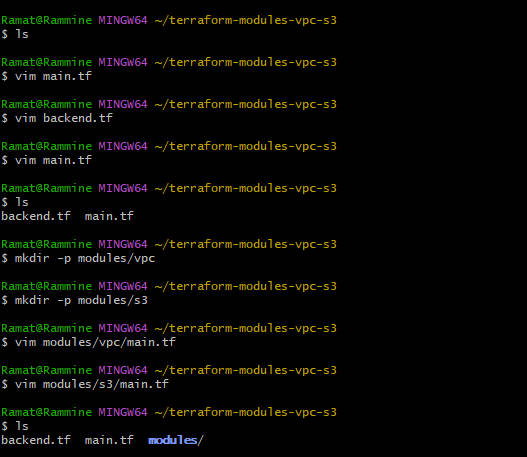 Ramat@Rammine MINGW64 ~/terraform-modules-vpc-s3
$ ls
Ramat@Rammine MINGW64 ~/terraform-modules-vpc-s3
$ vim main.tf
Ramat@Rammine MINGW64 ~/terraform-modules-vpc-s3
$ vim backend.tf
Ramat@Rammine MINGW64 ~/terraform-modules-vpc-s3
$ vim main.tf
Ramat@Rammine MINGW64 ~/terraform-modules-vpc-s3
$ ls
backend.tf  main.tf
Ramat@Rammine MINGW64 ~/terraform-modules-vpc-s3
$ mkdir -p modules/vpc
Ramat@Rammine MINGW64 ~/terraform-modules-vpc-s3
$ mkdir -p modules/s3
Ramat@Rammine MINGW64 ~/terraform-modules-vpc-s3
$ vim modules/vpc/main.tf
Ramat@Rammine MINGW64 ~/terraform-modules-vpc-s3
$ vim modules/s3/main.tf
Ramat@Rammine MINGW64 ~/terraform-modules-vpc-s3
$ ls
backend.tf  main.tf  modules/